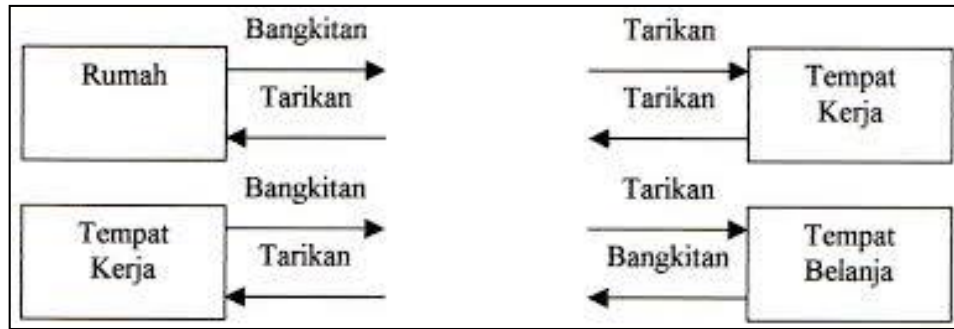 Bangkitan
Tarikan
Rumah
Tempat
Kerja
Tarikan
Tarikan
Bangkitan
Tarikan
Tempat
Kerja
Tempat
Belanja
Tarikan
Bangkitan